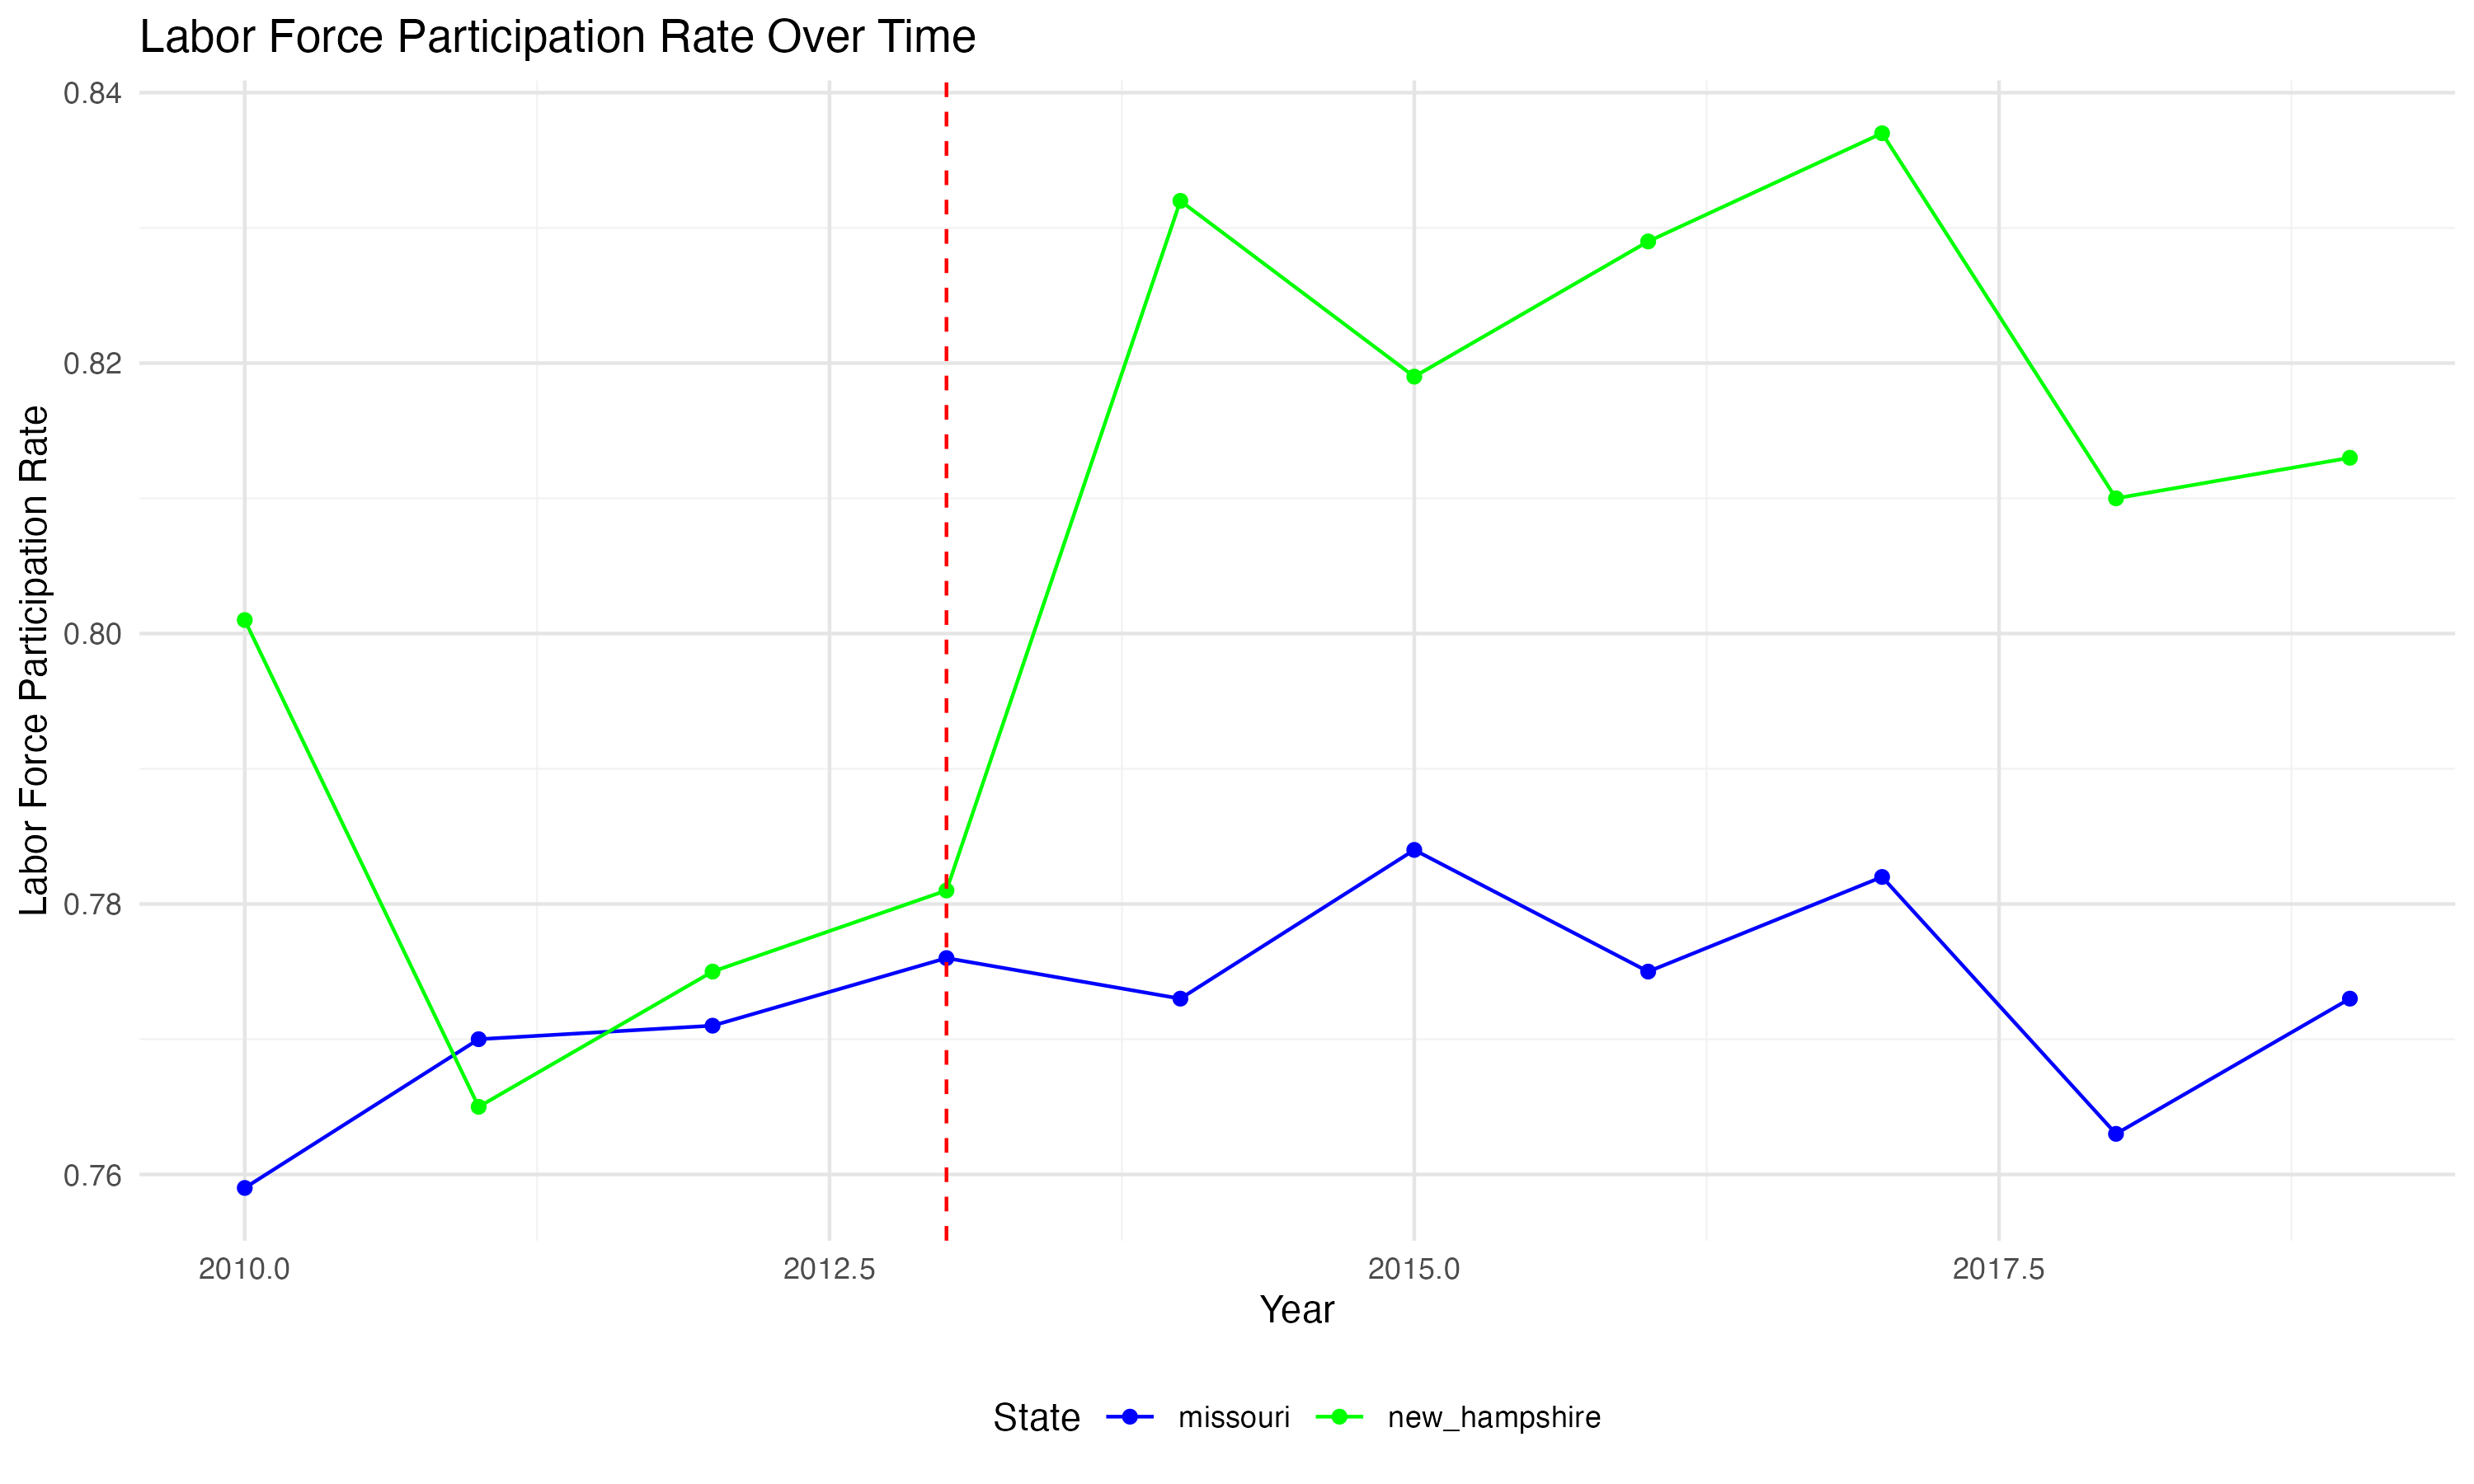 Labor Force Participation Rate Over Time
Labor Force Participation Rate
0.84
0.82
0.80
0.78
0.76
2010.0 2012.5 2015.0 2017.5
Year
State missouri new_hampshire